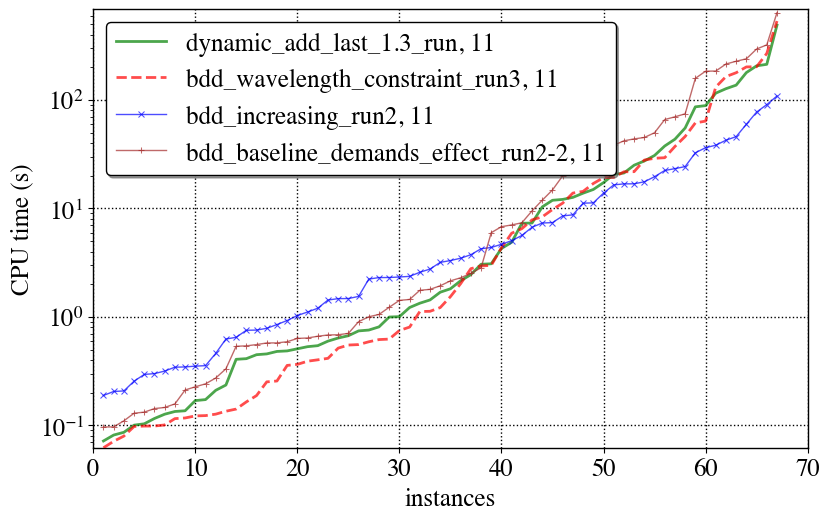 dynamic_add_last_1.3_run, 11
bdd_wavelength_constraint_run3, 11
bdd_increasing_run2, 11
bdd_baseline_demands_effect_run2-2, 11
CPU time (s)
10²
10¹
10⁰
10⁻¹
0 10 20 30 40 50 60 70
instances